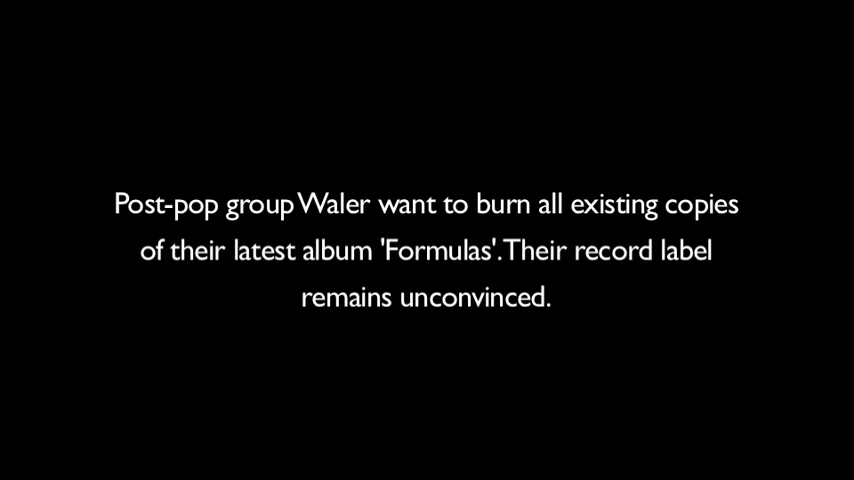 Post-pop group Waler want to burn all existing copies
of their latest album 'Formulas'. Their record label
remains unconvinced.